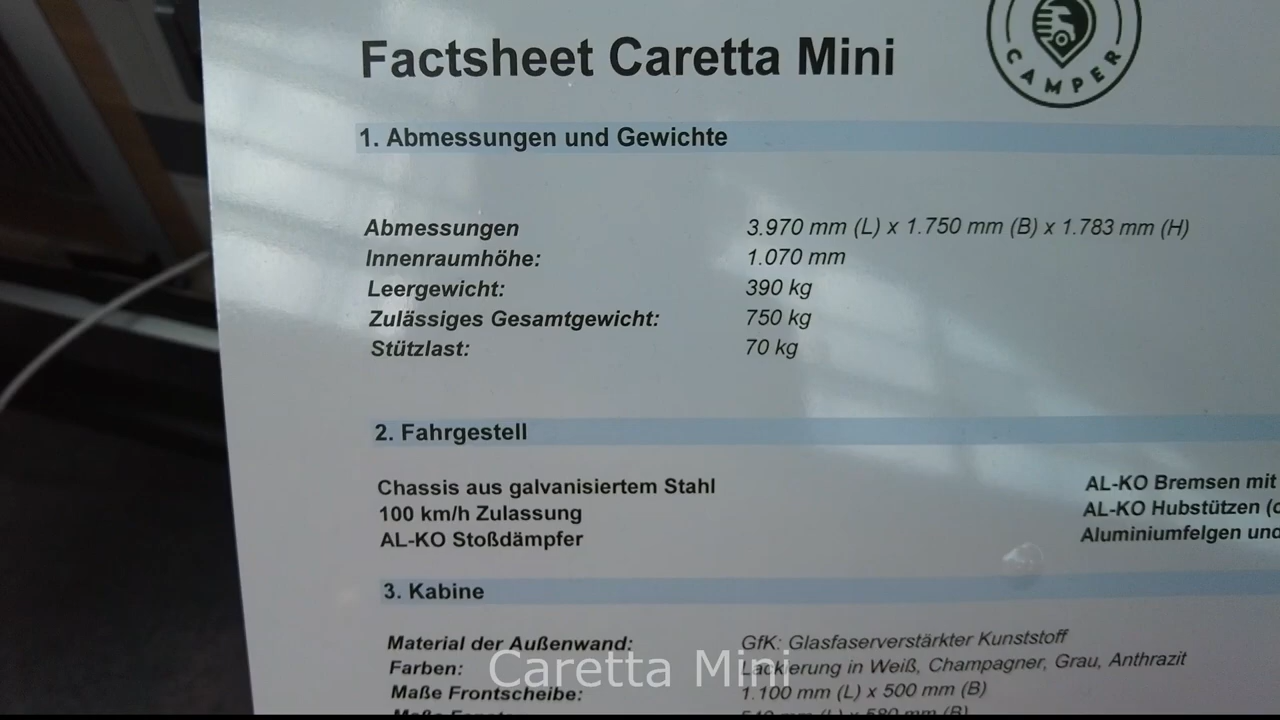 Factsheet Caretta Mini
CAMPER
1. Abmessungen und Gewichte
Abmessungen 3.970 mm (L) x 1.750 mm (B) x 1.783 mm (H)
Innenraumhöhe: 1.070 mm
Leergewicht: 390 kg
Zulässiges Gesamtgewicht: 750 kg
Stützlast: 70 kg
2. Fahrgestell
Chassis aus galvanisiertem Stahl AL-KO Bremsen mit
100 km/h Zulassung AL-KO Hubstützen
AL-KO Stoßdämpfer Aluminiumfelgen und
3. Kabine
Material der Außenwand: GfK: Glasfaserverstärkter Kunststoff
Farben: Lackierung in Weiß, Champagner, Grau, Anthrazit
Caretta Mini
Maße Frontscheibe: 1.100 mm (L) x 500 mm (B)